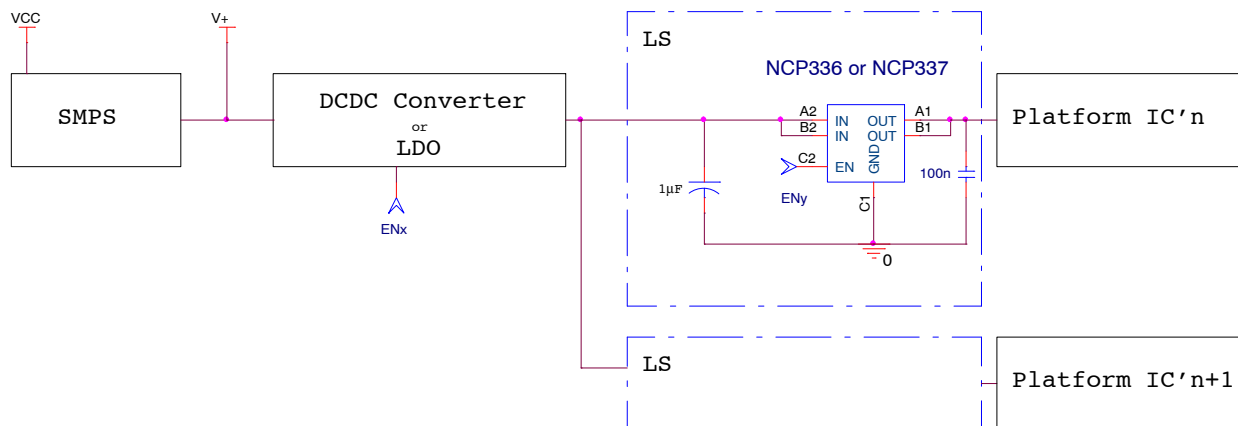 VCC
V+
LS
NCP336 or NCP337
SMPS
DCDC Converter
or
LDO
ENx
1µF
A2
B2
C2
ENy
IN
IN
EN
OUT
OUT
GND
A1
B1
C1
100n
0
Platform IC'n
LS
Platform IC'n+1